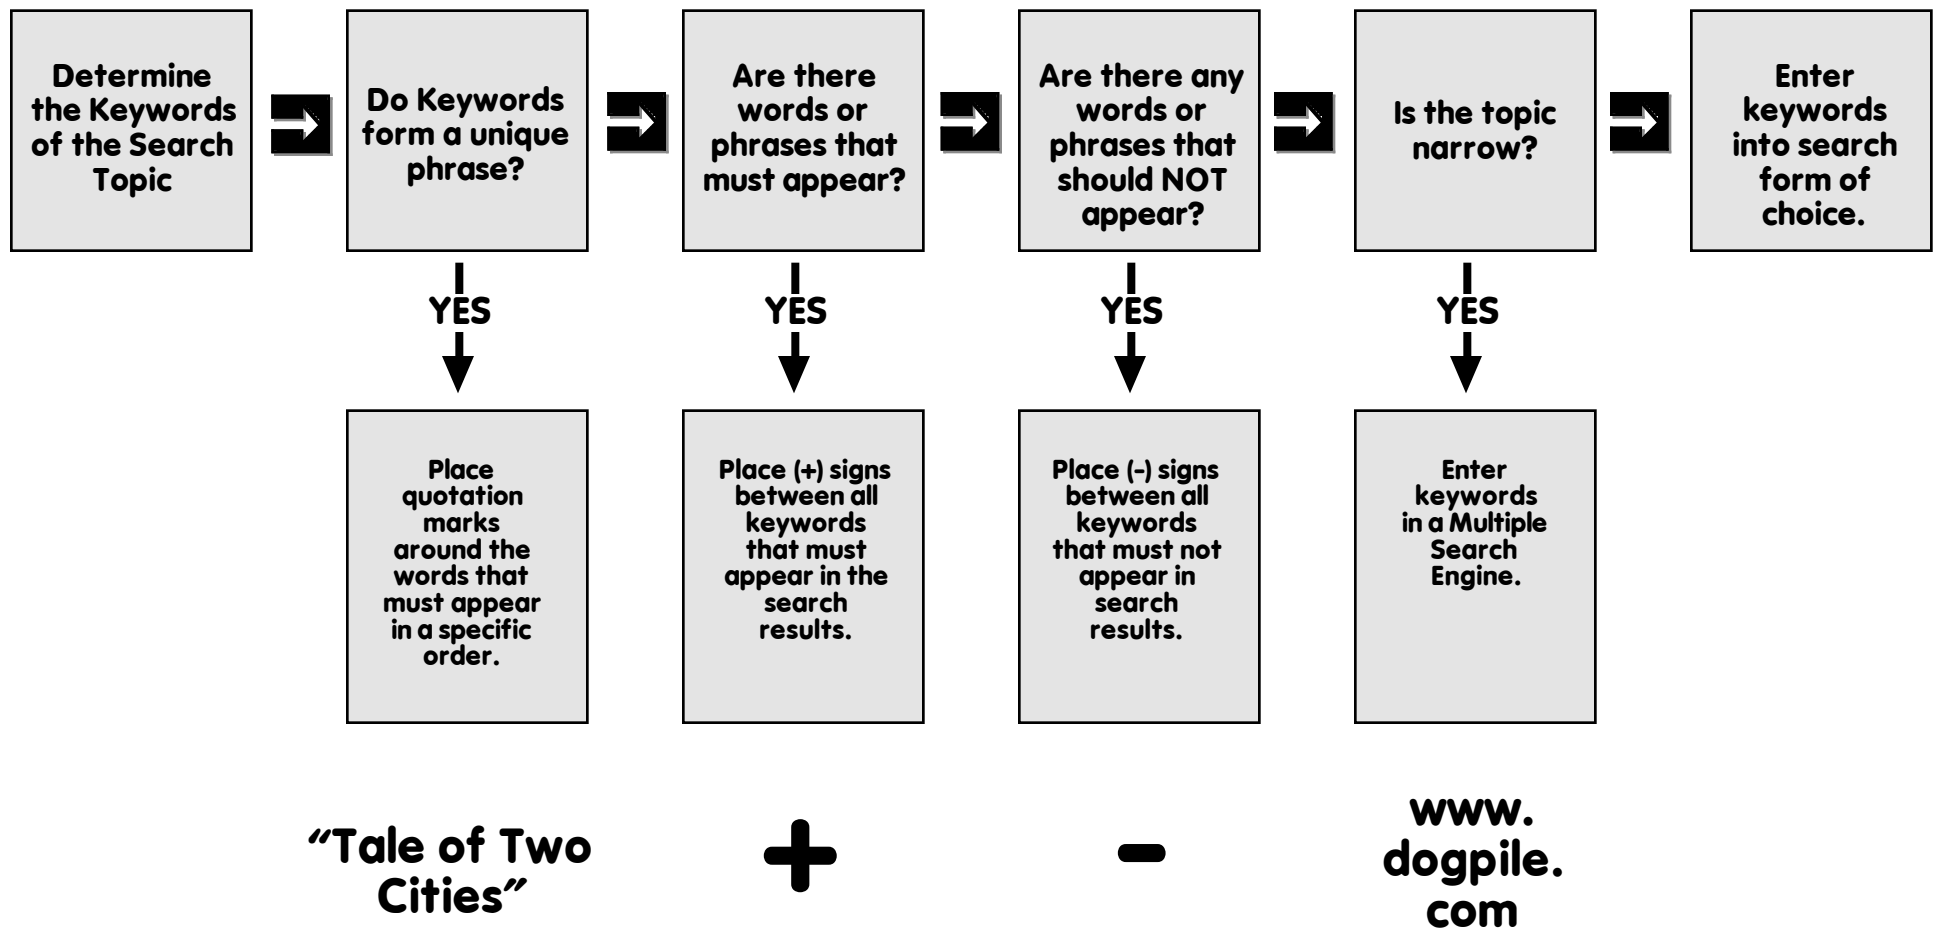 Determine
the Keywords
of the Search
Topic
Do Keywords
form a unique
phrase?
Are there
words or
phrases that
must appear?
Are there any
words or
phrases that
should NOT
appear?
Is the topic
narrow?
Enter
keywords
into search
form of
choice.
YES
YES
YES
YES
Place
quotation
marks
around the
words that
must appear
in a specific
order.
Place (+) signs
between all
keywords
that must
appear in the
search
results.
Place (-) signs
between all
keywords
that must not
appear in
search
results.
Enter
keywords
in a Multiple
Search
Engine.
“Tale of Two
Cities”
+
-
www.
dogpile.
com